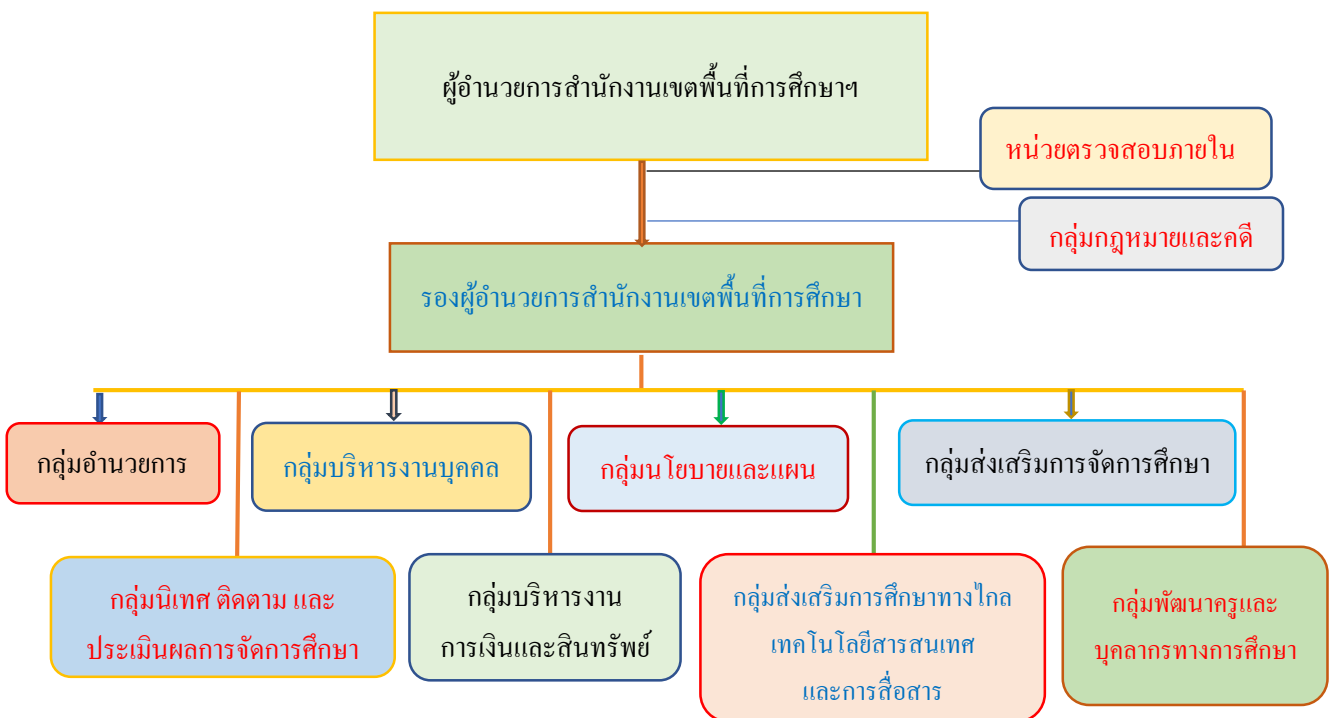 ผู้อำนวยการสำนักงานเขตพื้นที่การศึกษาฯ
หน่วยตรวจสอบภายใน
กลุ่มกฎหมายและคดี
รองผู้อำนวยการสำนักงานเขตพื้นที่การศึกษา
กลุ่มอำนวยการ
กลุ่มบริหารงานบุคคล
กลุ่มนโยบายและแผน
กลุ่มส่งเสริมการจัดการศึกษา
กลุ่มนิเทศ ติดตาม และ
ประเมินผลการจัดการศึกษา
กลุ่มบริหารงาน
การเงินและสินทรัพย์
กลุ่มส่งเสริมการศึกษาทางไกล
เทคโนโลยีสารสนเทศ
และการสื่อสาร
กลุ่มพัฒนาครูและ
บุคลากรทางการศึกษา